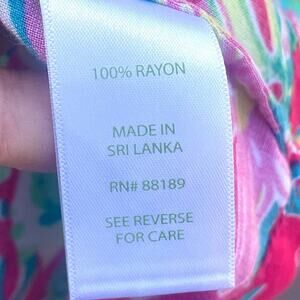 100% RAYON
MADE IN
SRI LANKA
RN# 88189
SEE REVERSE
FOR CARE